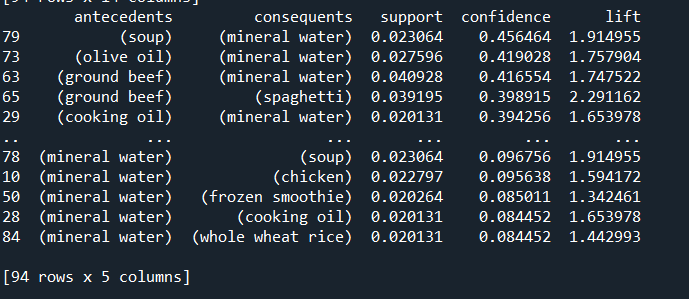 [94 rows x 14 columns]
antecedents consequents support confidence lift
79 (soup) (mineral water) 0.023064 0.456464 1.914955
73 (olive oil) (mineral water) 0.027596 0.419028 1.757904
63 (ground beef) (mineral water) 0.040928 0.416554 1.747522
65 (ground beef) (spaghetti) 0.039195 0.398915 2.291162
29 (cooking oil) (mineral water) 0.020131 0.394256 1.653978
.. ... ... ... ... ...
78 (mineral water) (soup) 0.023064 0.096756 1.914955
10 (mineral water) (chicken) 0.022797 0.095638 1.594172
50 (mineral water) (frozen smoothie) 0.020264 0.085011 1.342461
28 (mineral water) (cooking oil) 0.020131 0.084452 1.653978
84 (mineral water) (whole wheat rice) 0.020131 0.084452 1.442993
[94 rows x 5 columns]